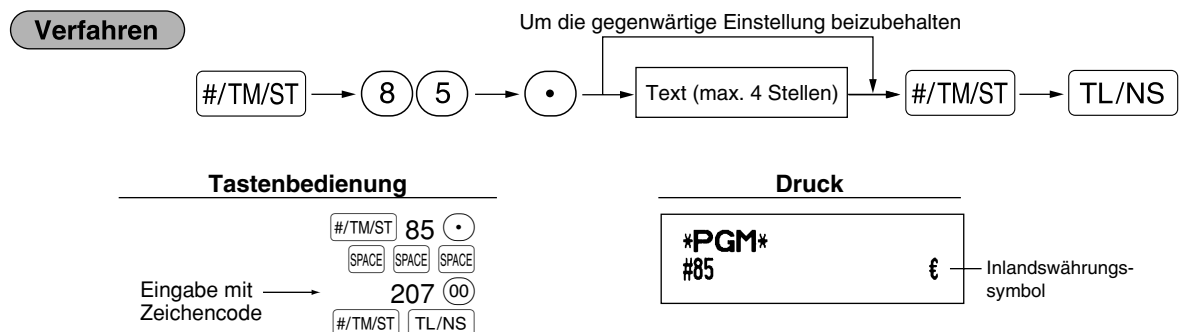 Verfahren
Um die gegenwärtige Einstellung beizubehalten
#/TM/ST 8 5 • Text (max. 4 Stellen) #/TM/ST TL/NS
Tastenbedienung
#/TM/ST 85 •
SPACE SPACE SPACE
Eingabe mit Zeichencode
207 00
#/TM/ST TL/NS
Druck
*PGM*
#85 €
Inlandswährungs-
symbol